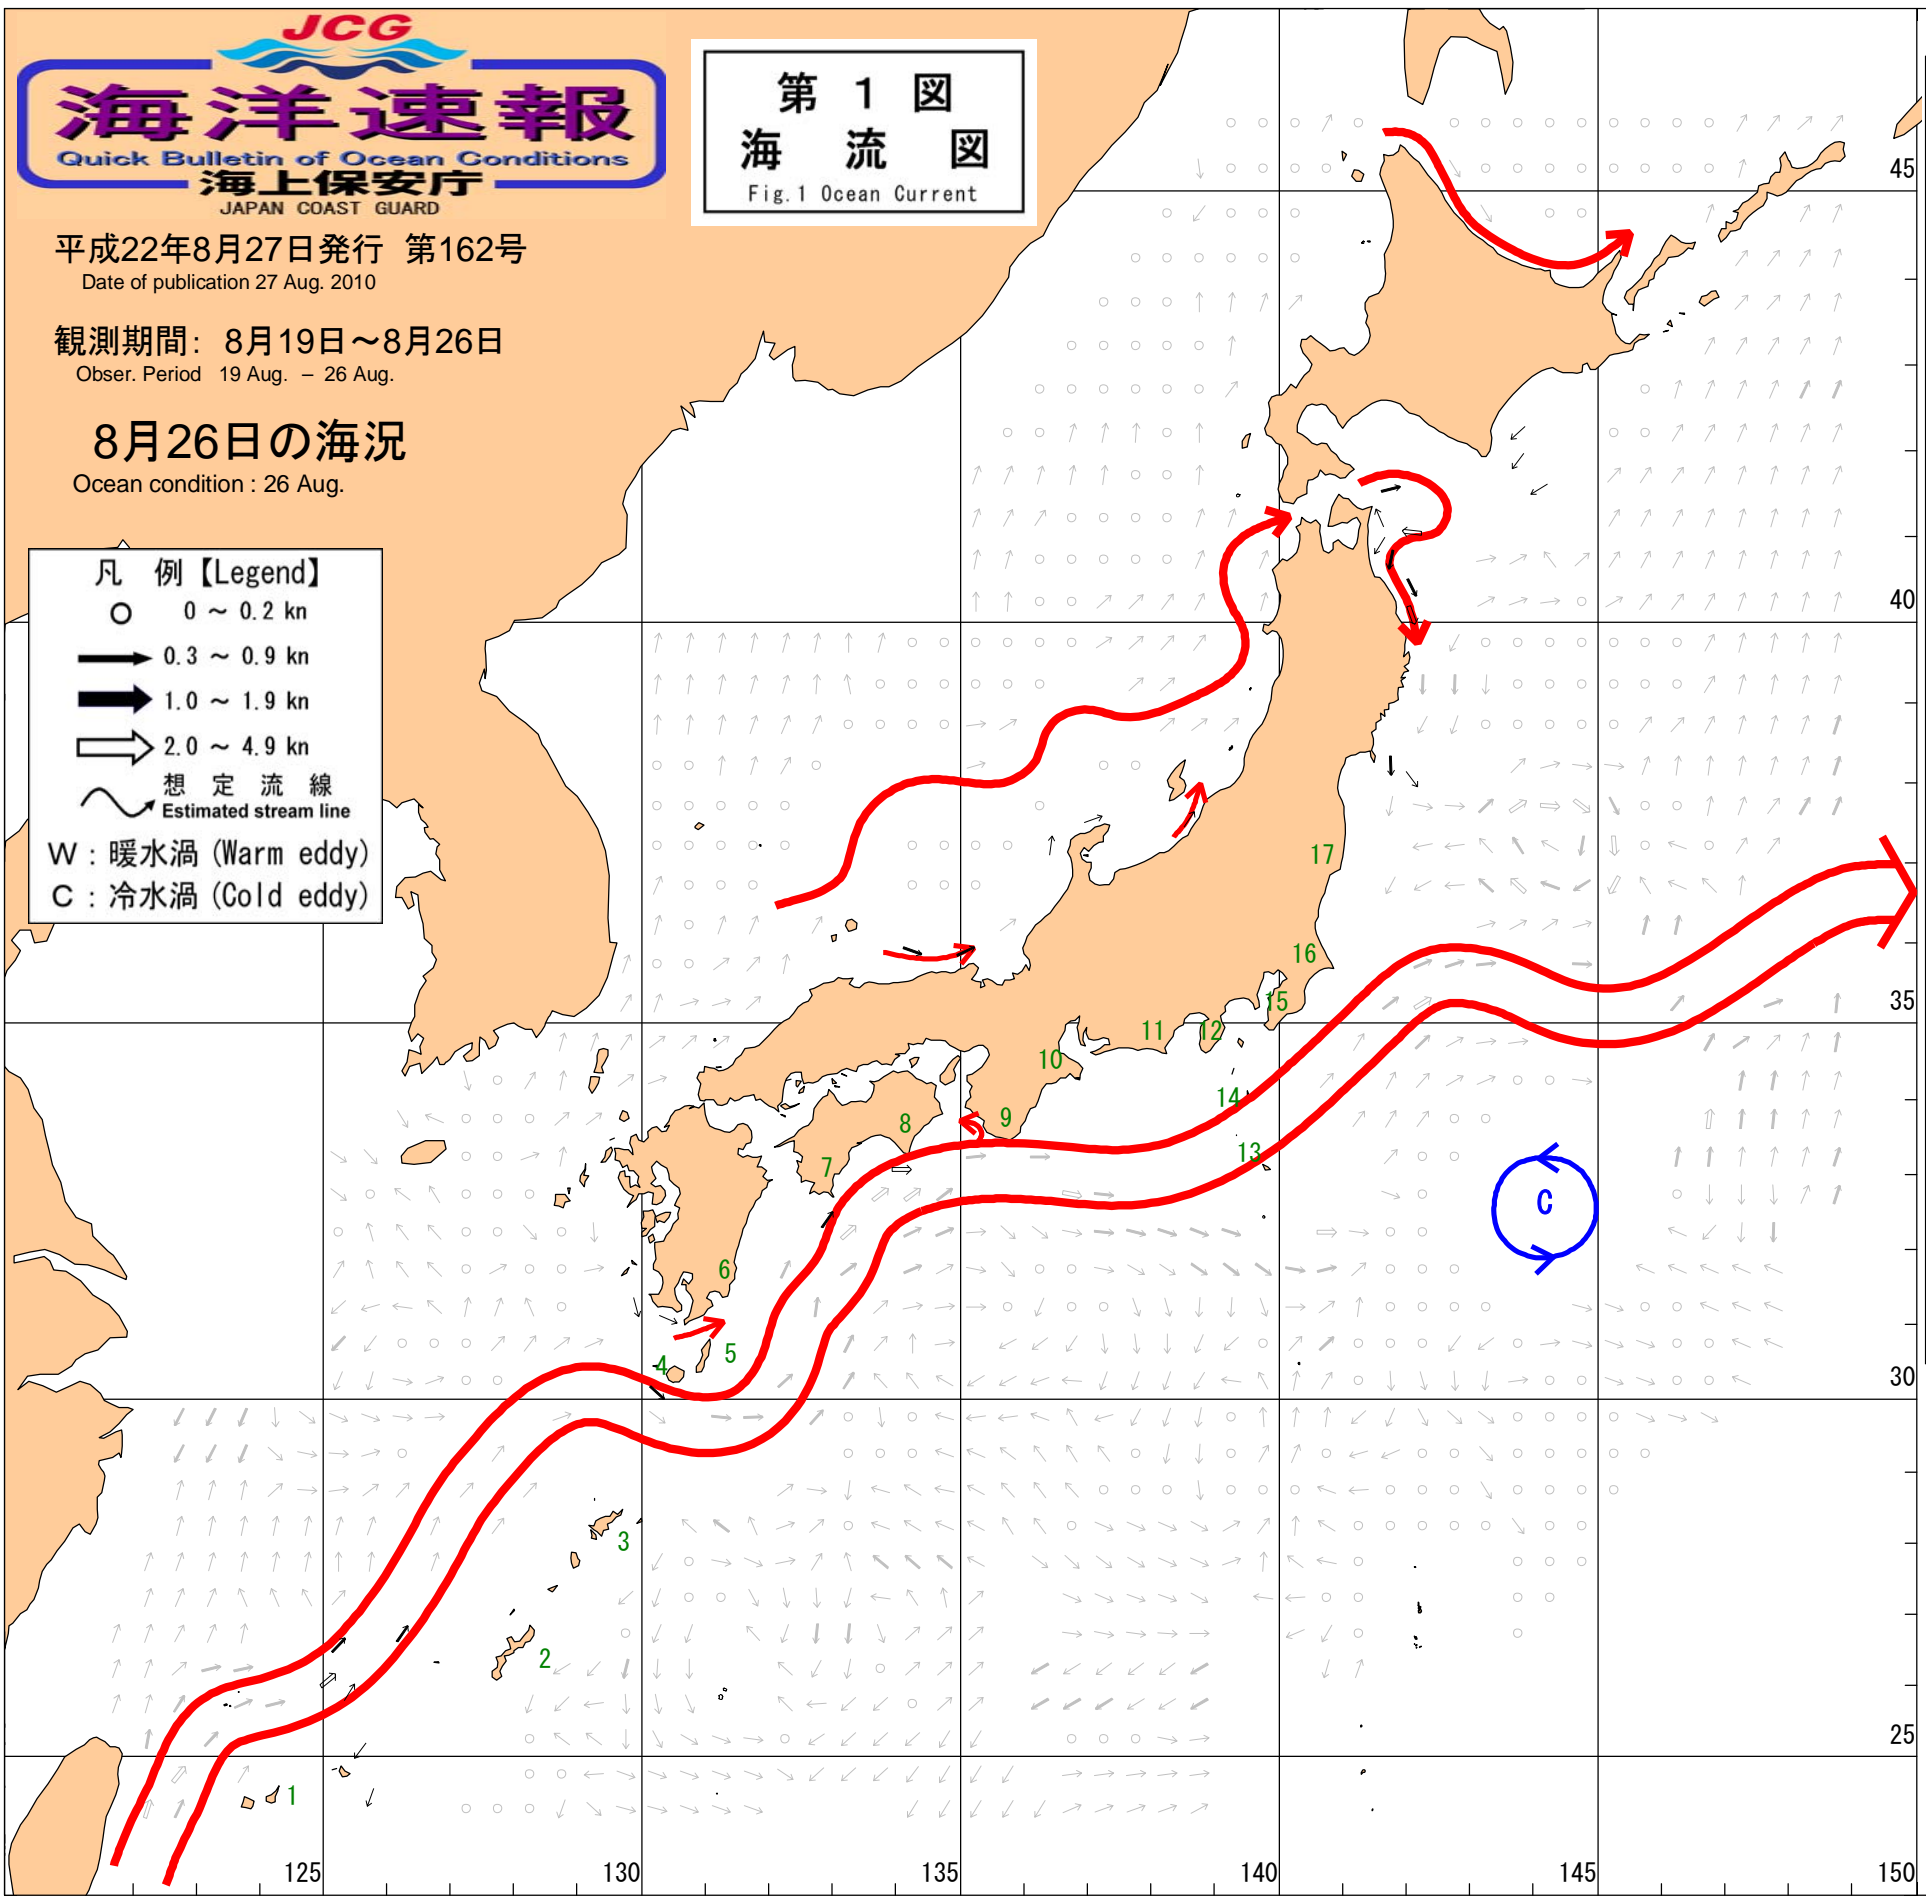 JCG
海洋速報
Quick Bulletin of Ocean Conditions
海上保安庁
JAPAN COAST GUARD
第 1 図
海 流 図
Fig.1 Ocean Current
平成22年8月27日発行 第162号
Date of publication 27 Aug. 2010
観測期間: 8月19日～8月26日
Obser. Period 19 Aug. – 26 Aug.
8月26日の海況
Ocean condition : 26 Aug.
凡 例【Legend】
0 ～ 0.2 kn
0.3 ～ 0.9 kn
1.0 ～ 1.9 kn
2.0 ～ 4.9 kn
想 定 流 線
Estimated stream line
W : 暖水渦 (Warm eddy)
C : 冷水渦 (Cold eddy)
45
40
17
16
35
15
11
12
10
14
9
8
13
7
C
6
5
4
30
3
2
25
1
125
130
135
140
145
150